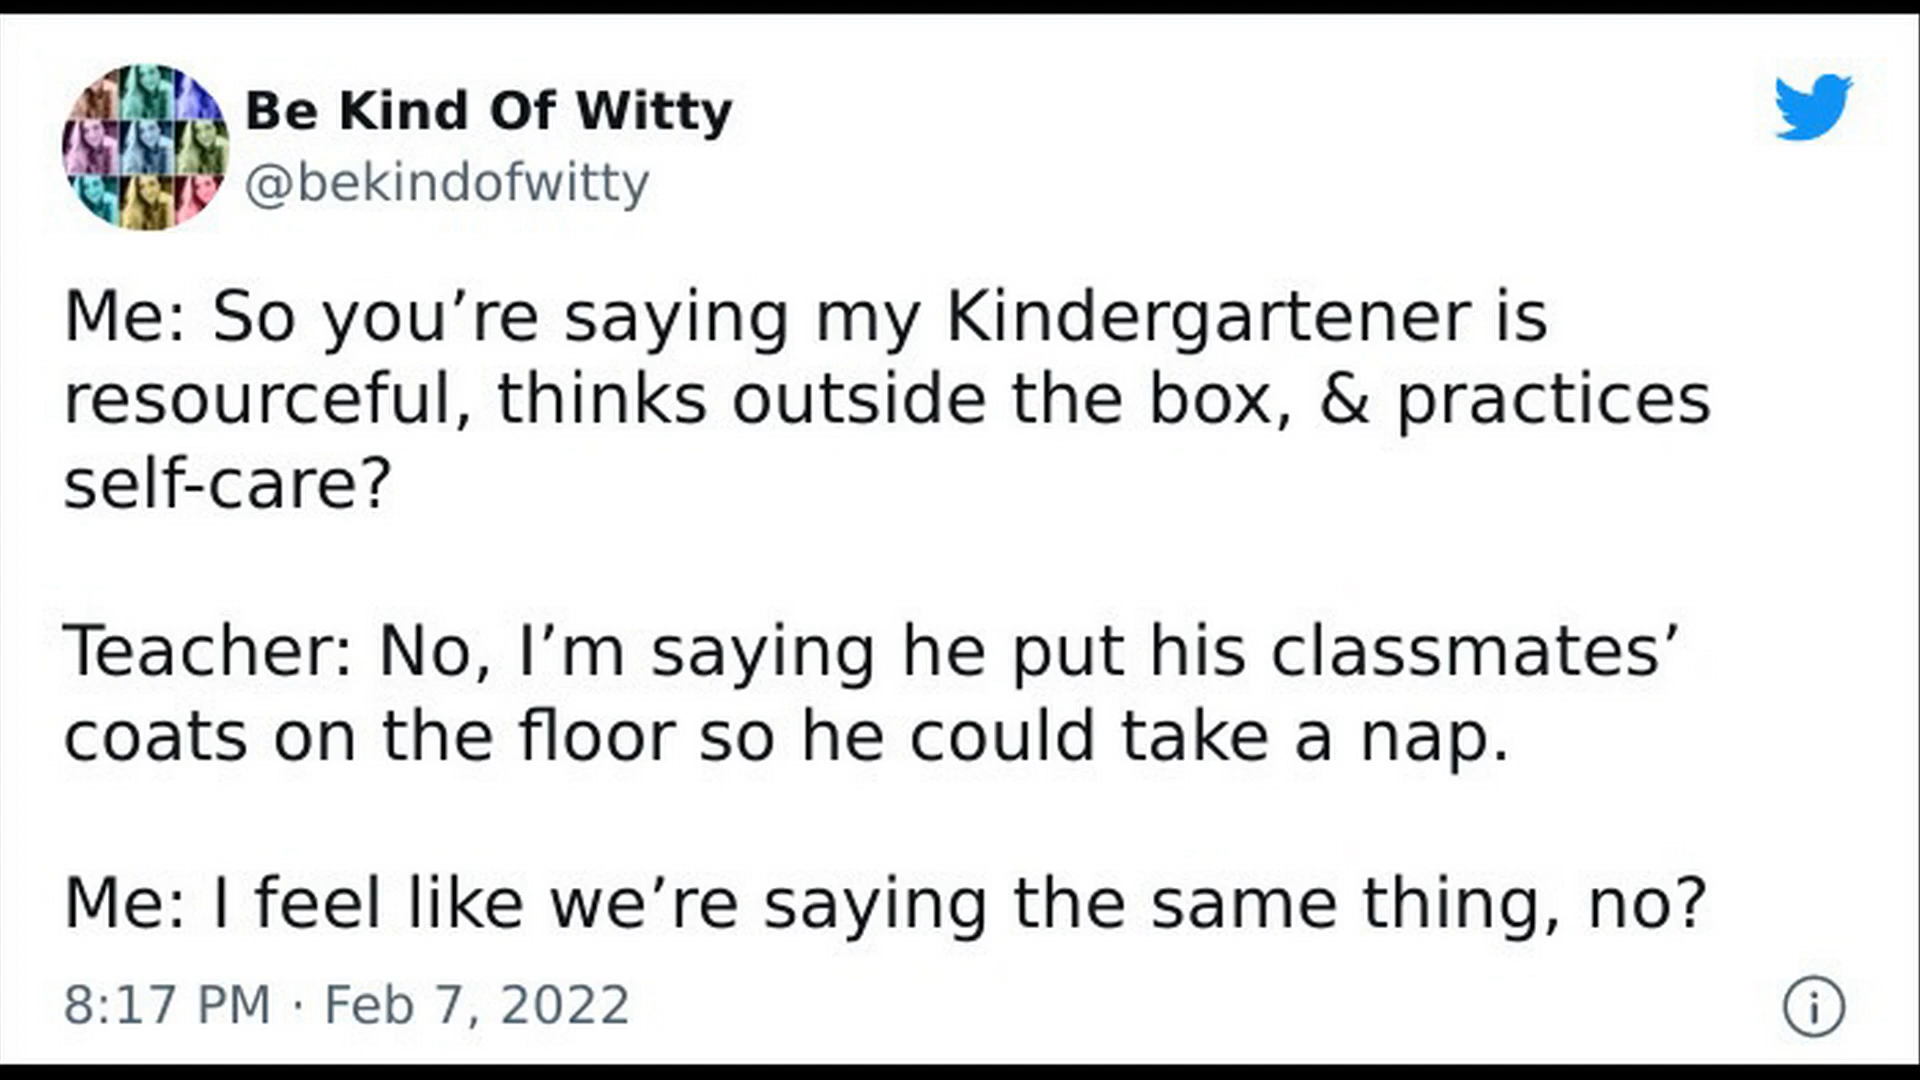 Be Kind Of Witty
@bekindofwitty
Me: So you’re saying my Kindergartener is
resourceful, thinks outside the box, & practices
self-care?
Teacher: No, I’m saying he put his classmates’
coats on the floor so he could take a nap.
Me: I feel like we’re saying the same thing, no?
8:17 PM · Feb 7, 2022